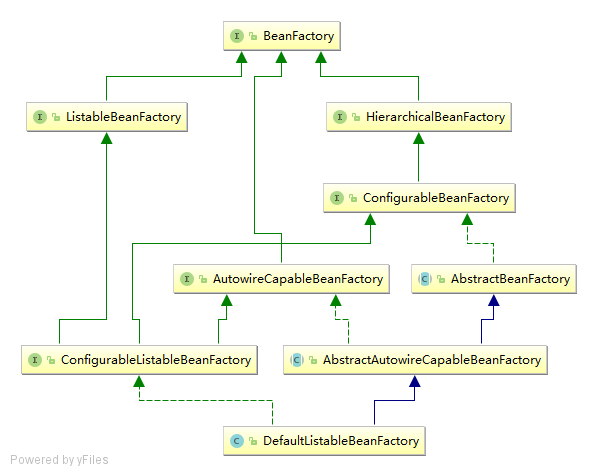 BeanFactory
ListableBeanFactory
HierarchicalBeanFactory
ConfigurableBeanFactory
AutowireCapableBeanFactory
AbstractBeanFactory
ConfigurableListableBeanFactory
AbstractAutowireCapableBeanFactory
DefaultListableBeanFactory
Powered by yFiles